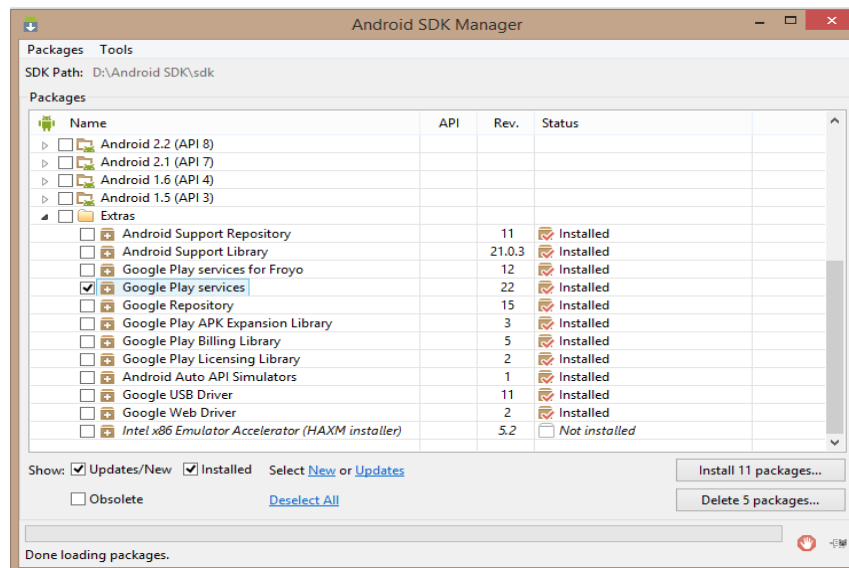 Android SDK Manager
Packages Tools
SDK Path: D:\Android SDK\sdk
Packages
Name API Rev. Status
Android 2.2 (API 8)
Android 2.1 (API 7)
Android 1.6 (API 4)
Android 1.5 (API 3)
Extras
Android Support Repository 11 Installed
Android Support Library 21.0.3 Installed
Google Play services for Froyo 12 Installed
Google Play services 22 Installed
Google Repository 15 Installed
Google Play APK Expansion Library 3 Installed
Google Play Billing Library 5 Installed
Google Play Licensing Library 2 Installed
Android Auto API Simulators 1 Installed
Google USB Driver 11 Installed
Google Web Driver 2 Installed
Intel x86 Emulator Accelerator (HAXM installer) 5.2 Not installed
Show: Updates/New Installed Select New or Updates Install 11 packages...
Obsolete Deselect All Delete 5 packages...
Done loading packages.